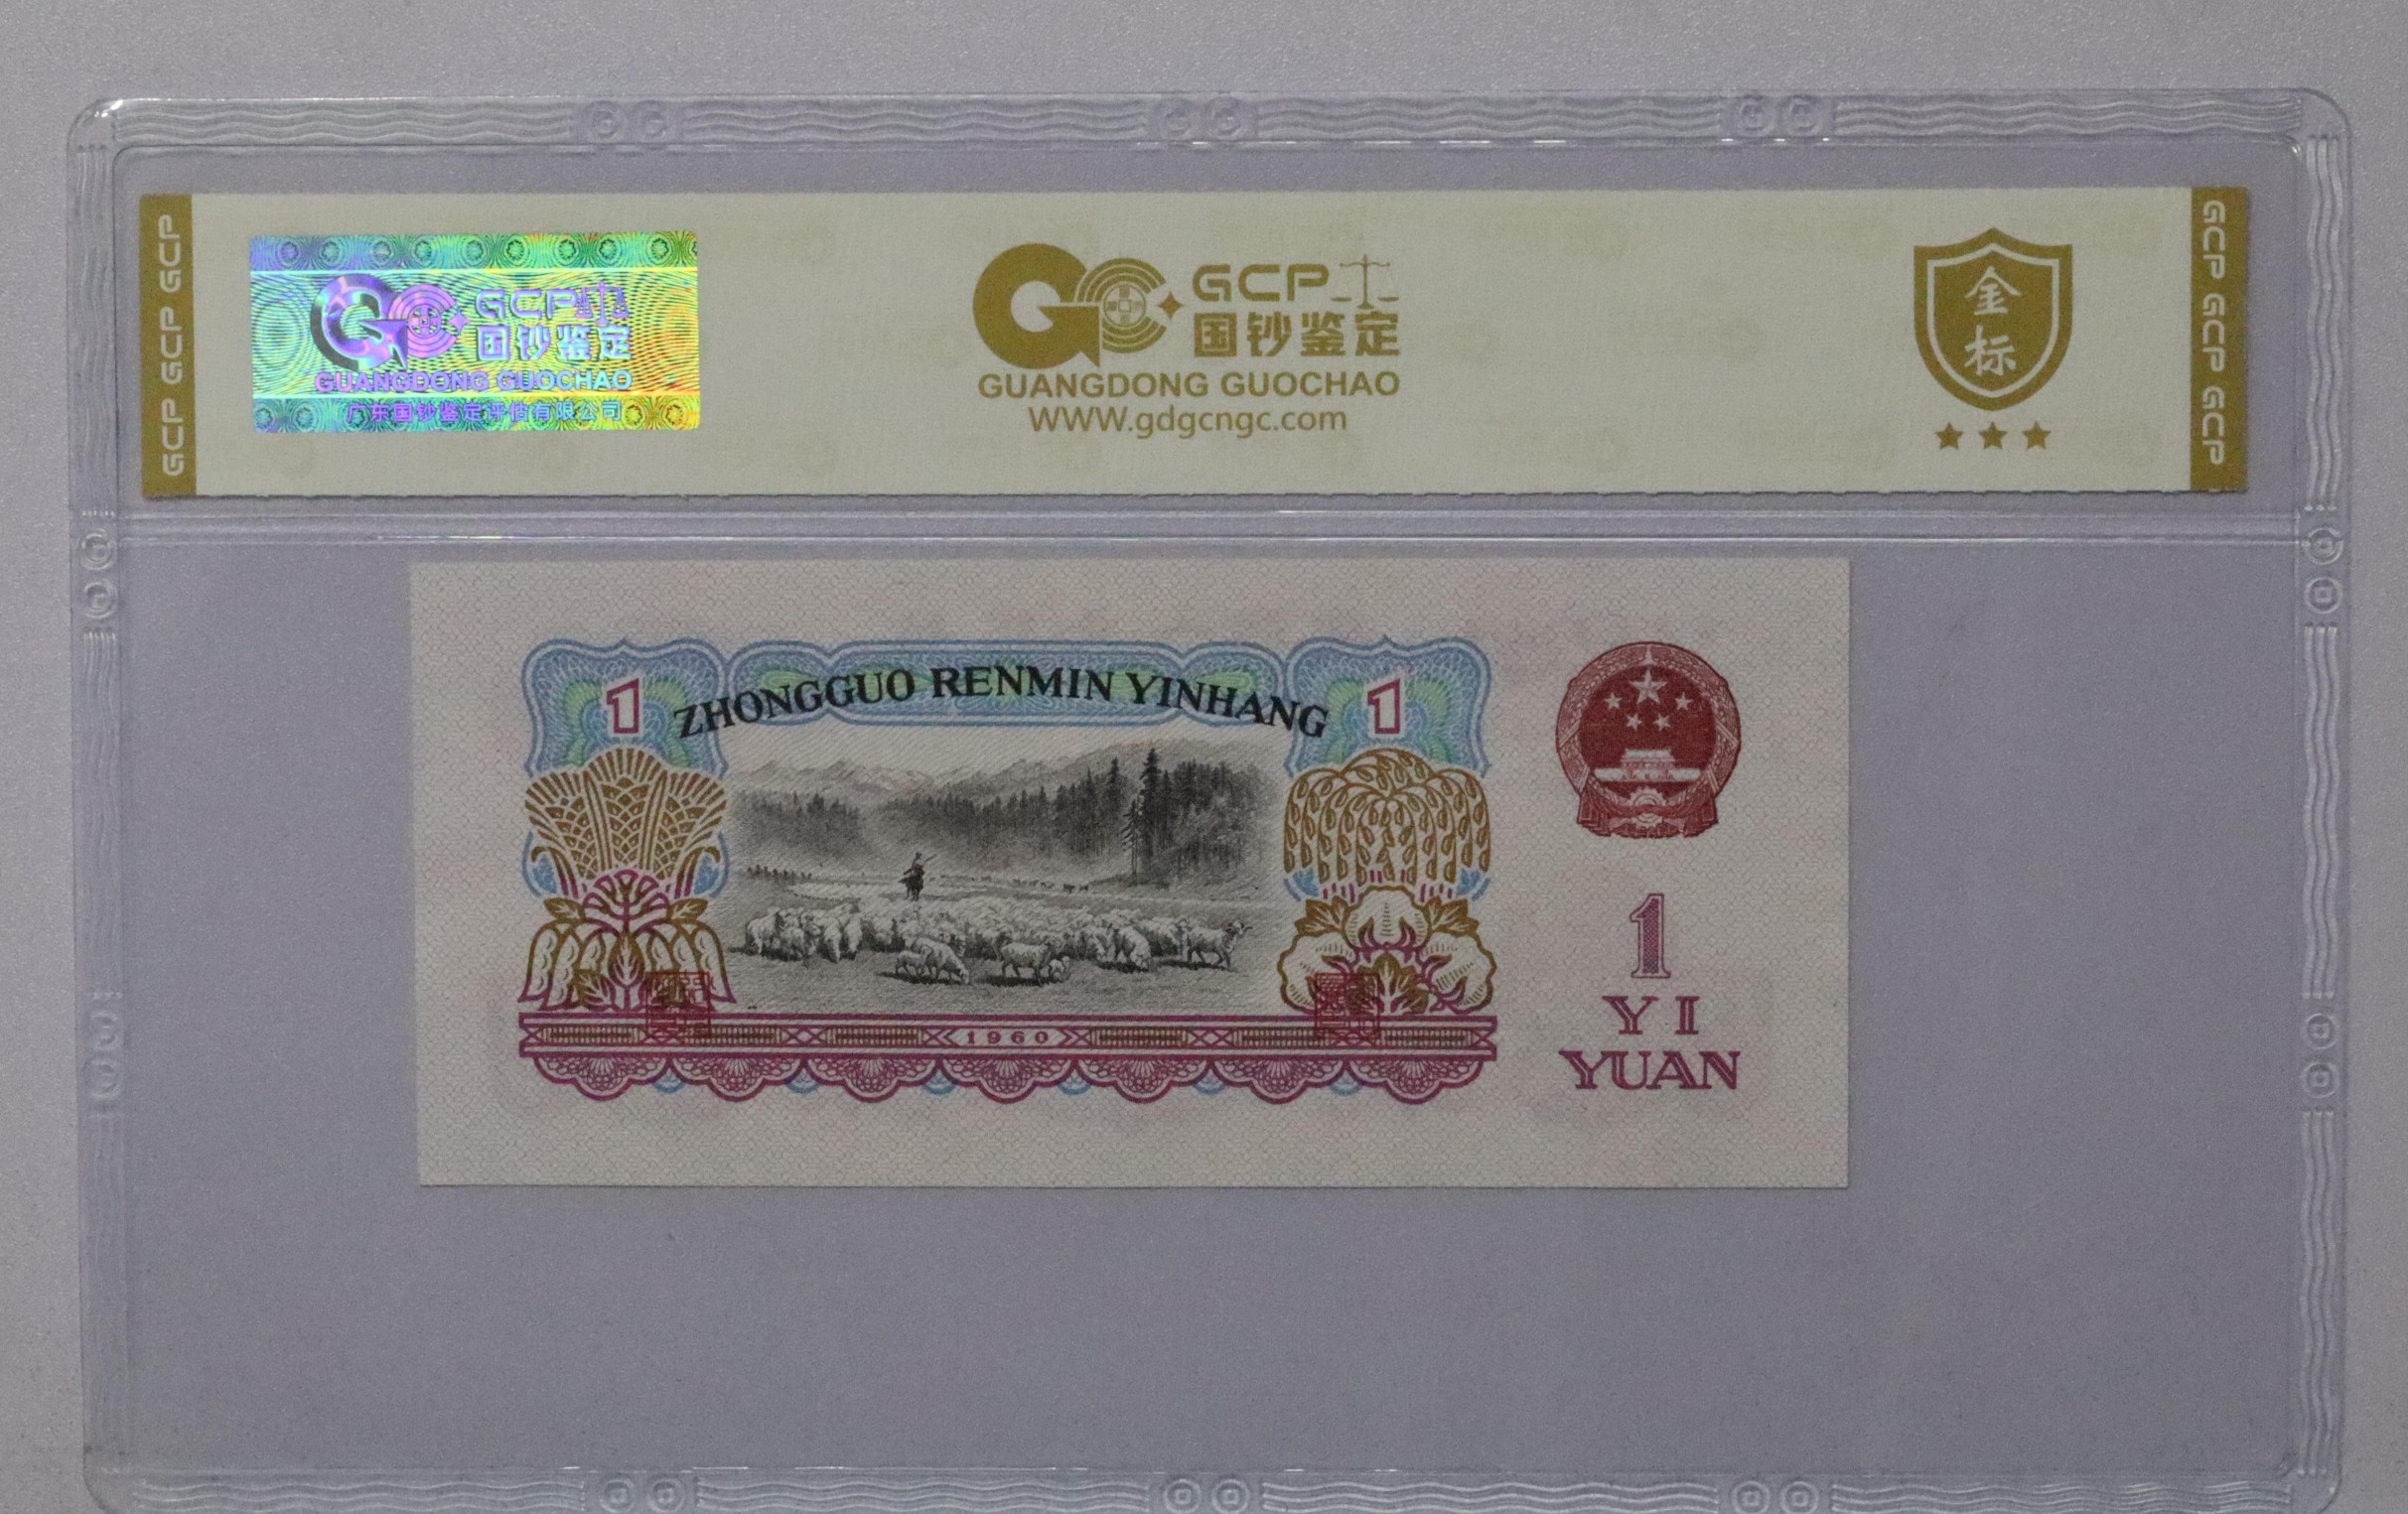 GCP GCP GCP
GCP
国钞鉴定
GUANGDONG GUOCHAO
广东国钞鉴定评估有限公司
GC
GCP
国钞鉴定
GUANGDONG GUOCHAO
WWW.gdgcngc.com
金
标
GCP GCP GCP
1
ZHONGGUO RENMIN YINHANG
1
1960
1
YI
YUAN